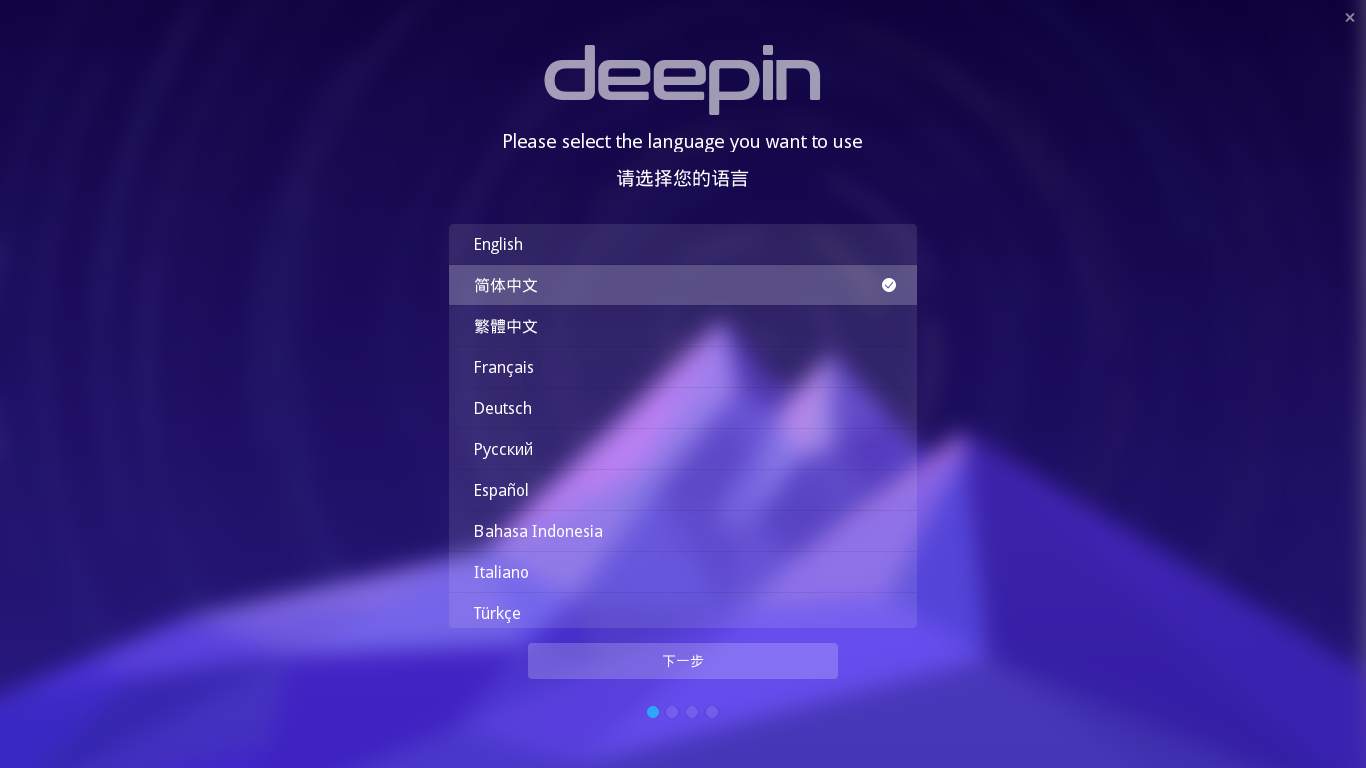 deepin
Please select the language you want to use
请选择您的语言
English
简体中文
繁體中文
Français
Deutsch
Русский
Español
Bahasa Indonesia
Italiano
Türkçe
下一步